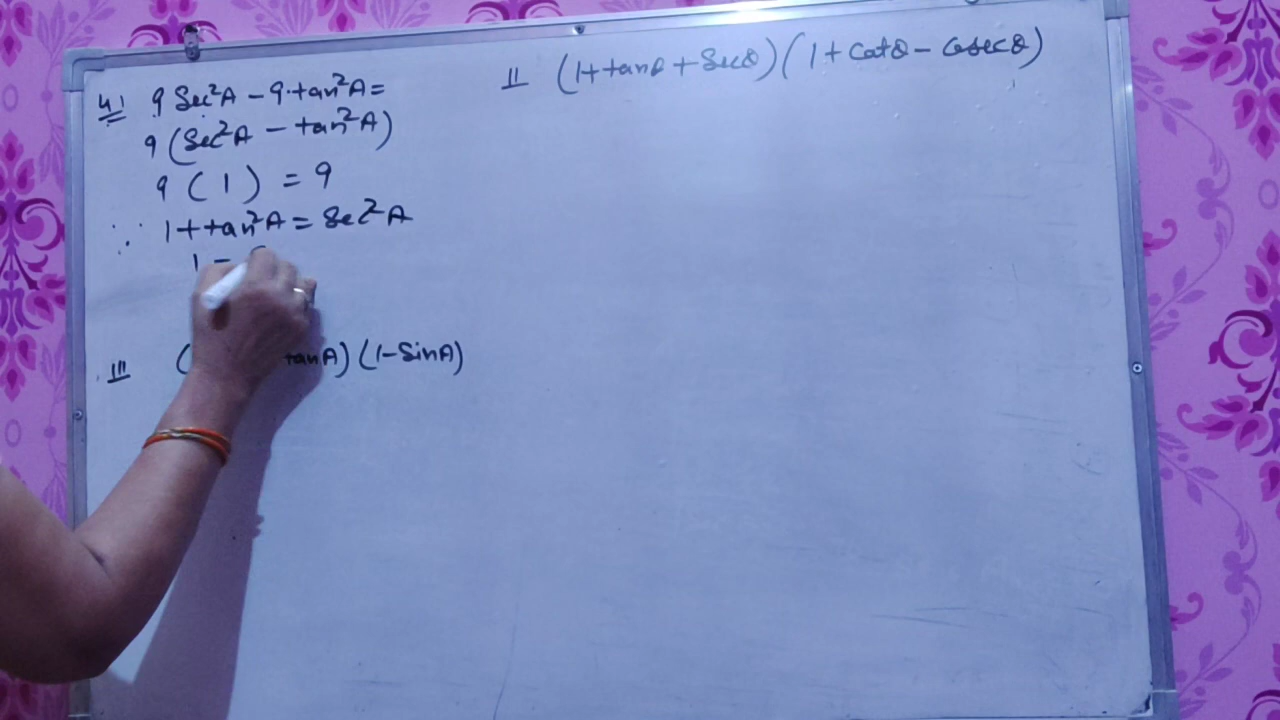 4) 9 Sec²A - 9 tan²A =
9 (Sec²A - tan²A)
9 ( 1 ) = 9
∵ 1 + tan²A = Sec²A
1 =
III ( tanA) (1 - SinA)
II (1 + tanθ + Secθ) (1 + Cotθ - Cosecθ)